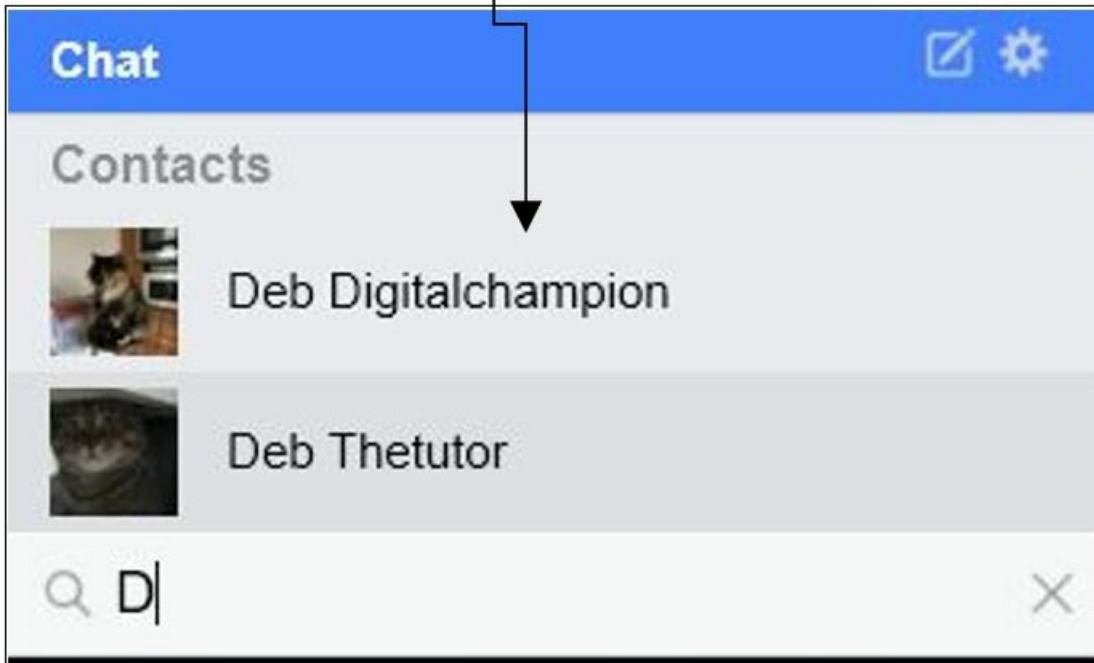 Chat
Contacts
Deb Digitalchampion
Deb Thetutor
D